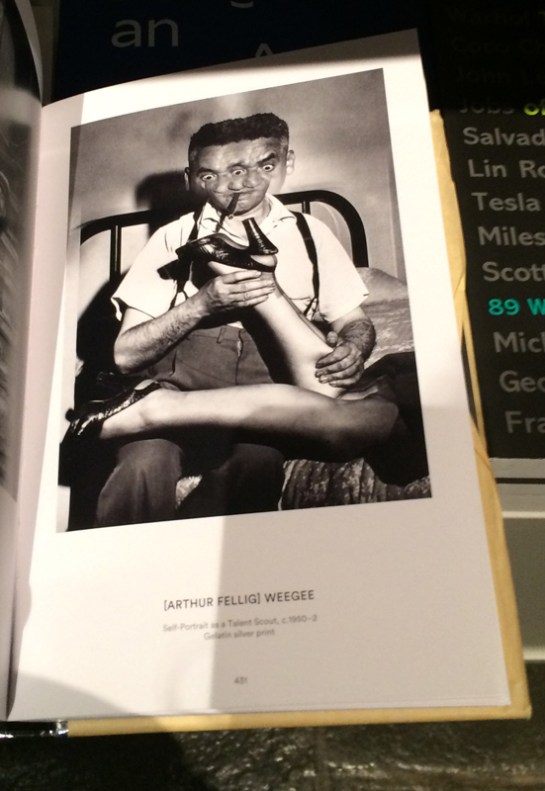 an
Salvad
Lin Ro
Tesla
Miles
Scott
89 W
Mich
Geo
Fra
[ARTHUR FELLIG] WEEGEE
Self-Portrait as a Talent Scout, c.1950–2
Gelatin silver print
431